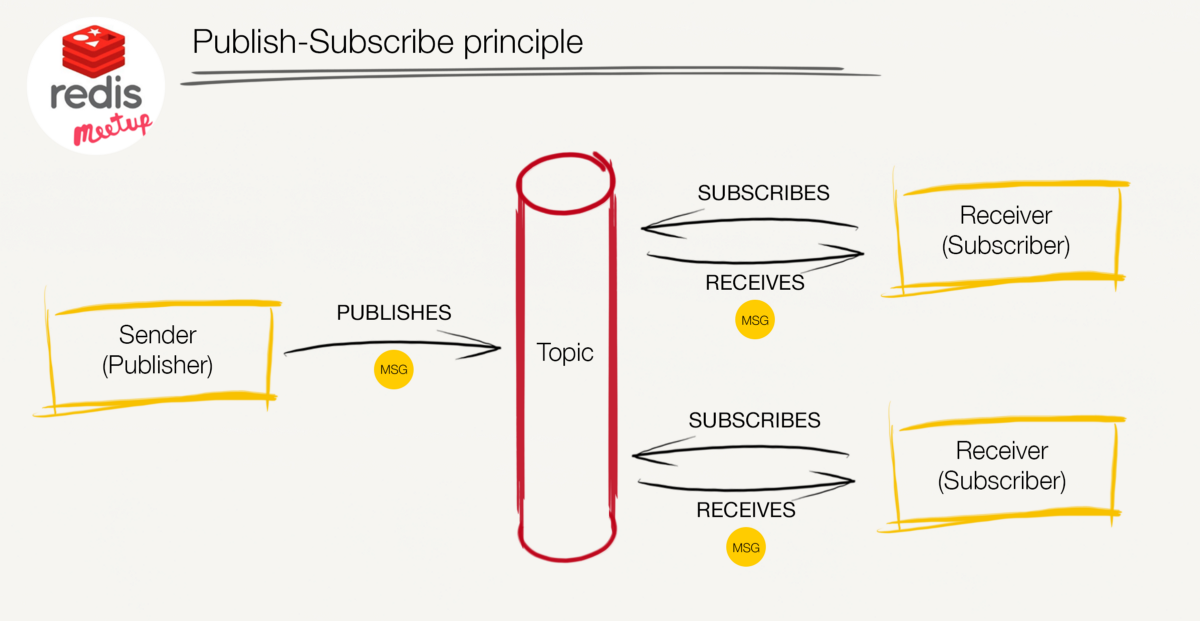 redis
meetup
Publish-Subscribe principle
Sender
(Publisher)
PUBLISHES
MSG
Topic
SUBSCRIBES
RECEIVES
MSG
Receiver
(Subscriber)
SUBSCRIBES
RECEIVES
MSG
Receiver
(Subscriber)